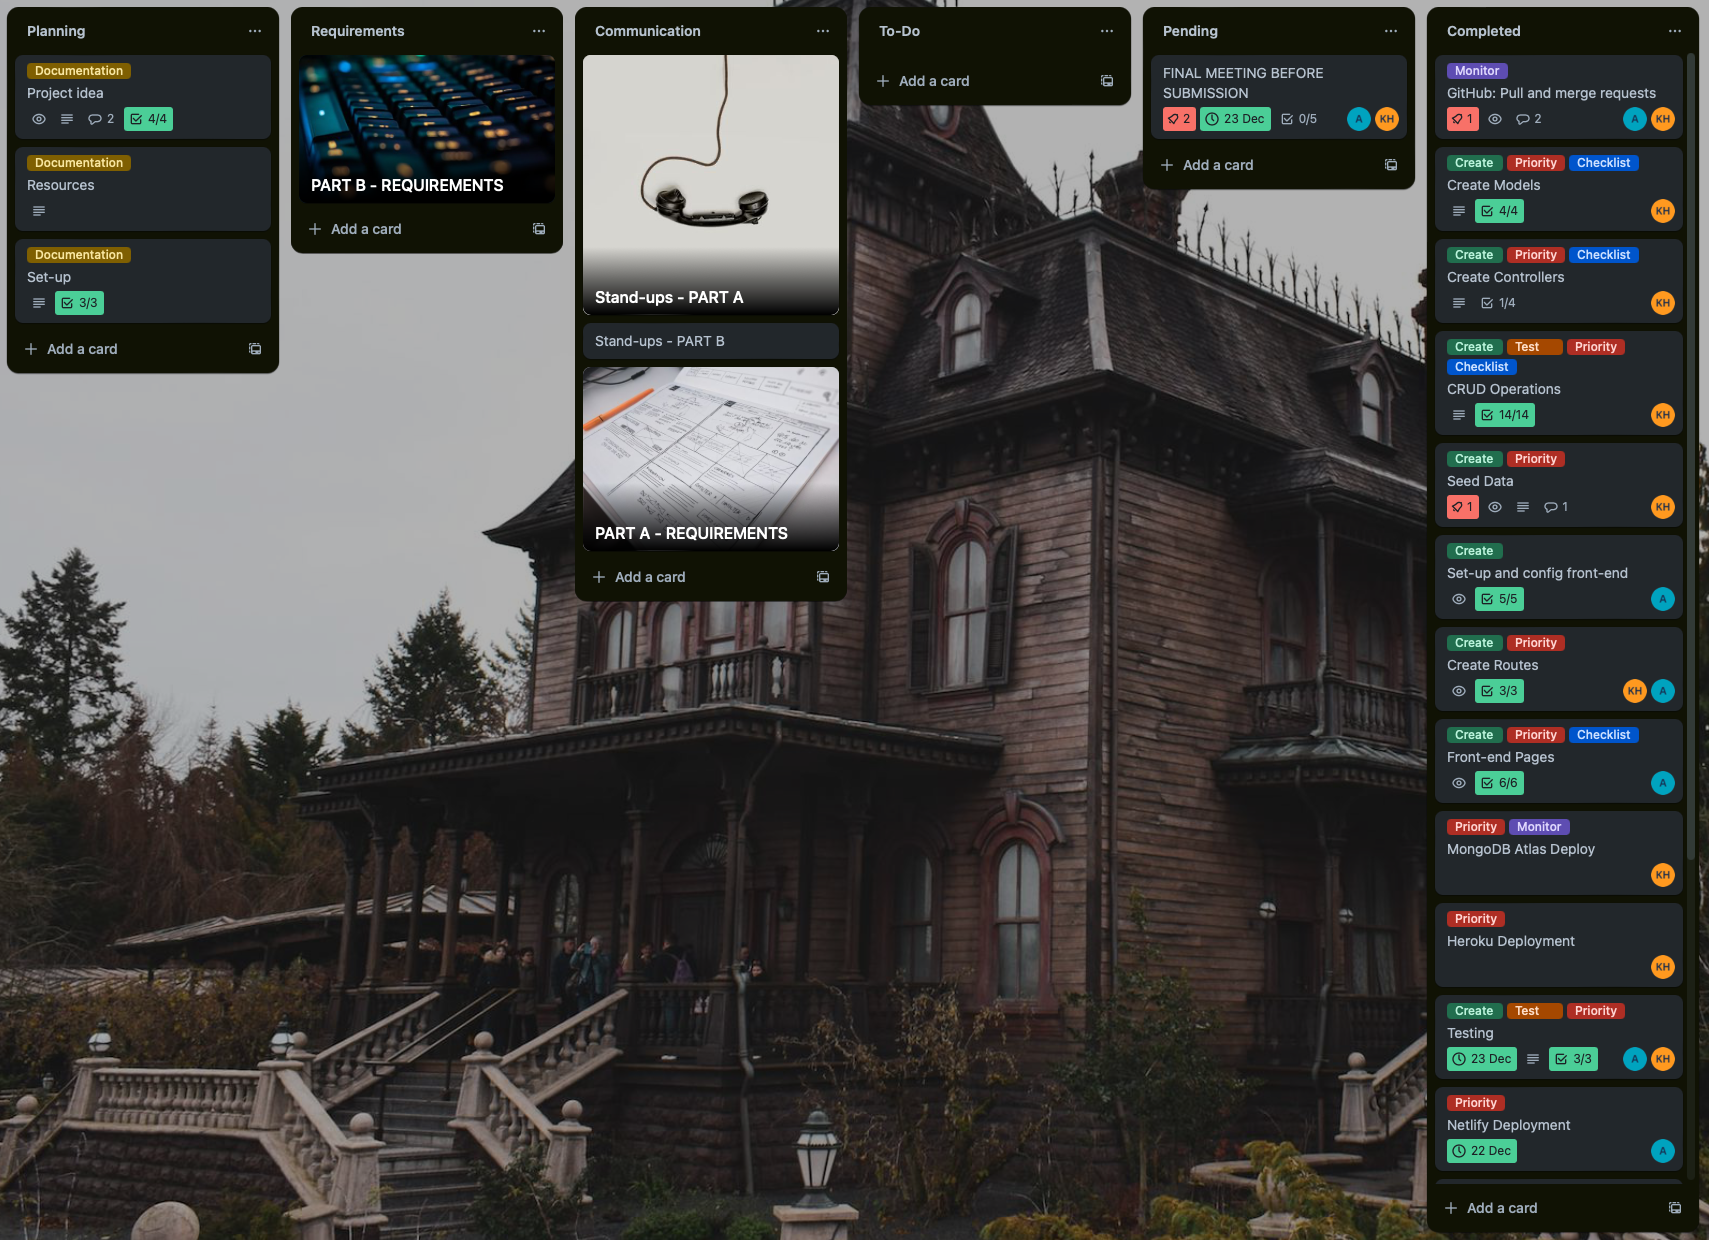 Planning
Documentation
Project idea
2
4/4
Documentation
Resources
Documentation
Set-up
3/3
Add a card
Requirements
PART B - REQUIREMENTS
Add a card
Communication
Stand-ups - PART A
Stand-ups - PART B
PART A - REQUIREMENTS
Add a card
To-Do
Add a card
Pending
FINAL MEETING BEFORE
SUBMISSION
2 23 Dec 0/5 A KH
Add a card
Completed
Monitor
GitHub: Pull and merge requests
1 2 A KH
Create Priority Checklist
Create Models
4/4 KH
Create Priority Checklist
Create Controllers
1/4 KH
Create Test Priority
Checklist
CRUD Operations
14/14 KH
Create Priority
Seed Data
1 1 KH
Create
Set-up and config front-end
5/5 A
Create Priority
Create Routes
3/3 KH A
Create Priority Checklist
Front-end Pages
6/6 A
Priority Monitor
MongoDB Atlas Deploy
KH
Priority
Heroku Deployment
KH
Create Test Priority
Testing
23 Dec 3/3 A KH
Priority
Netlify Deployment
22 Dec A
Add a card